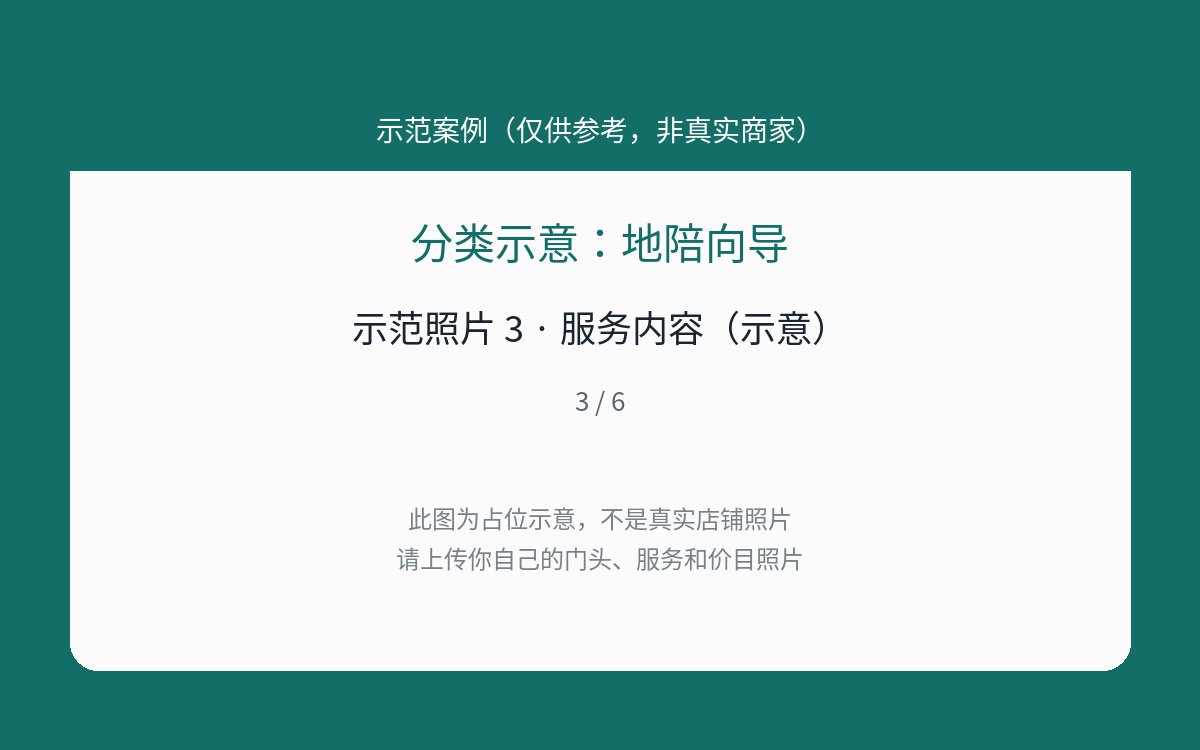 示范案例（仅供参考，非真实商家）
分类示意：地陪向导
示范照片 3 · 服务内容（示意）
3 / 6
此图为占位示意，不是真实店铺照片
请上传你自己的门头、服务和价目照片